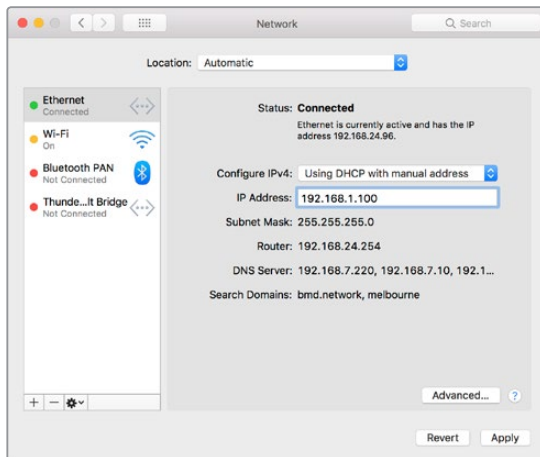 Network
Search
Location: Automatic
Ethernet
Connected
Wi-Fi
On
Bluetooth PAN
Not Connected
Thunde...lt Bridge
Not Connected
Status: Connected
Ethernet is currently active and has the IP
address 192.168.24.96.
Configure IPv4: Using DHCP with manual address
IP Address: 192.168.1.100
Subnet Mask: 255.255.255.0
Router: 192.168.24.254
DNS Server: 192.168.7.220, 192.168.7.10, 192.1...
Search Domains: bmd.network, melbourne
Advanced... ?
Revert Apply